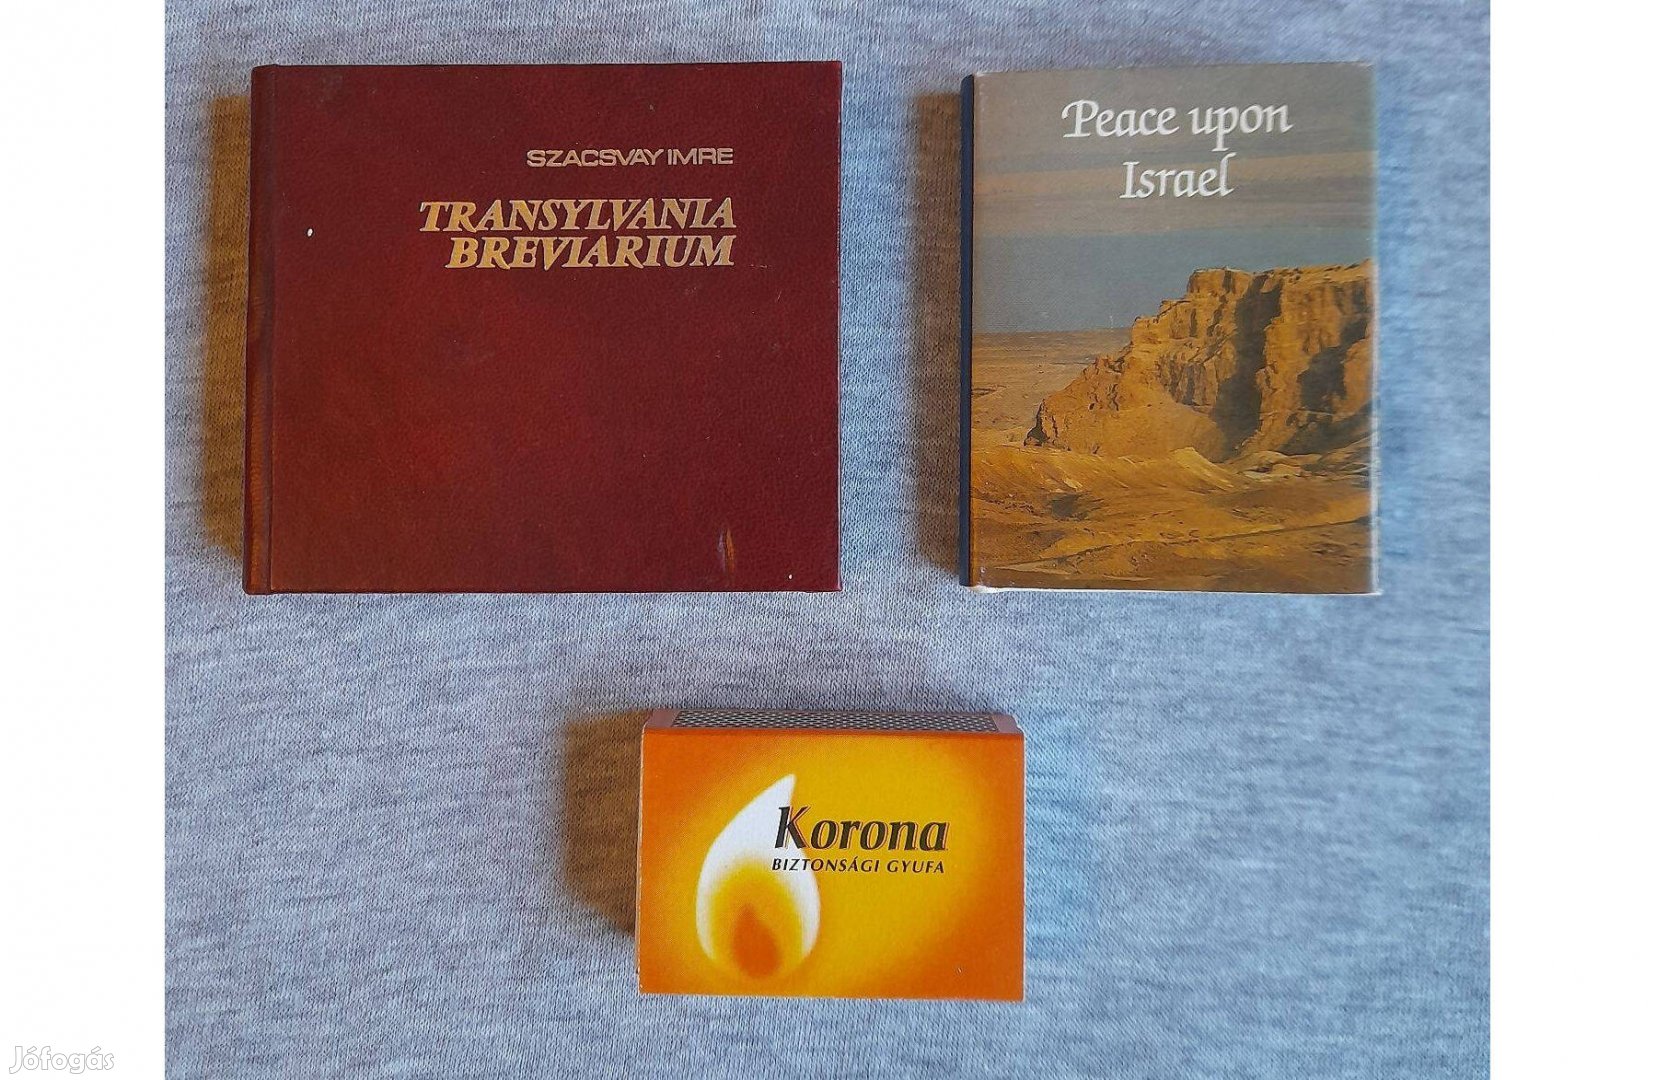 SZACSVAY IMRE
TRANSYLVANIA
BREVIARIUM
Peace upon
Israel
Korona
BIZTONSÁGI GYUFA
Jófogás